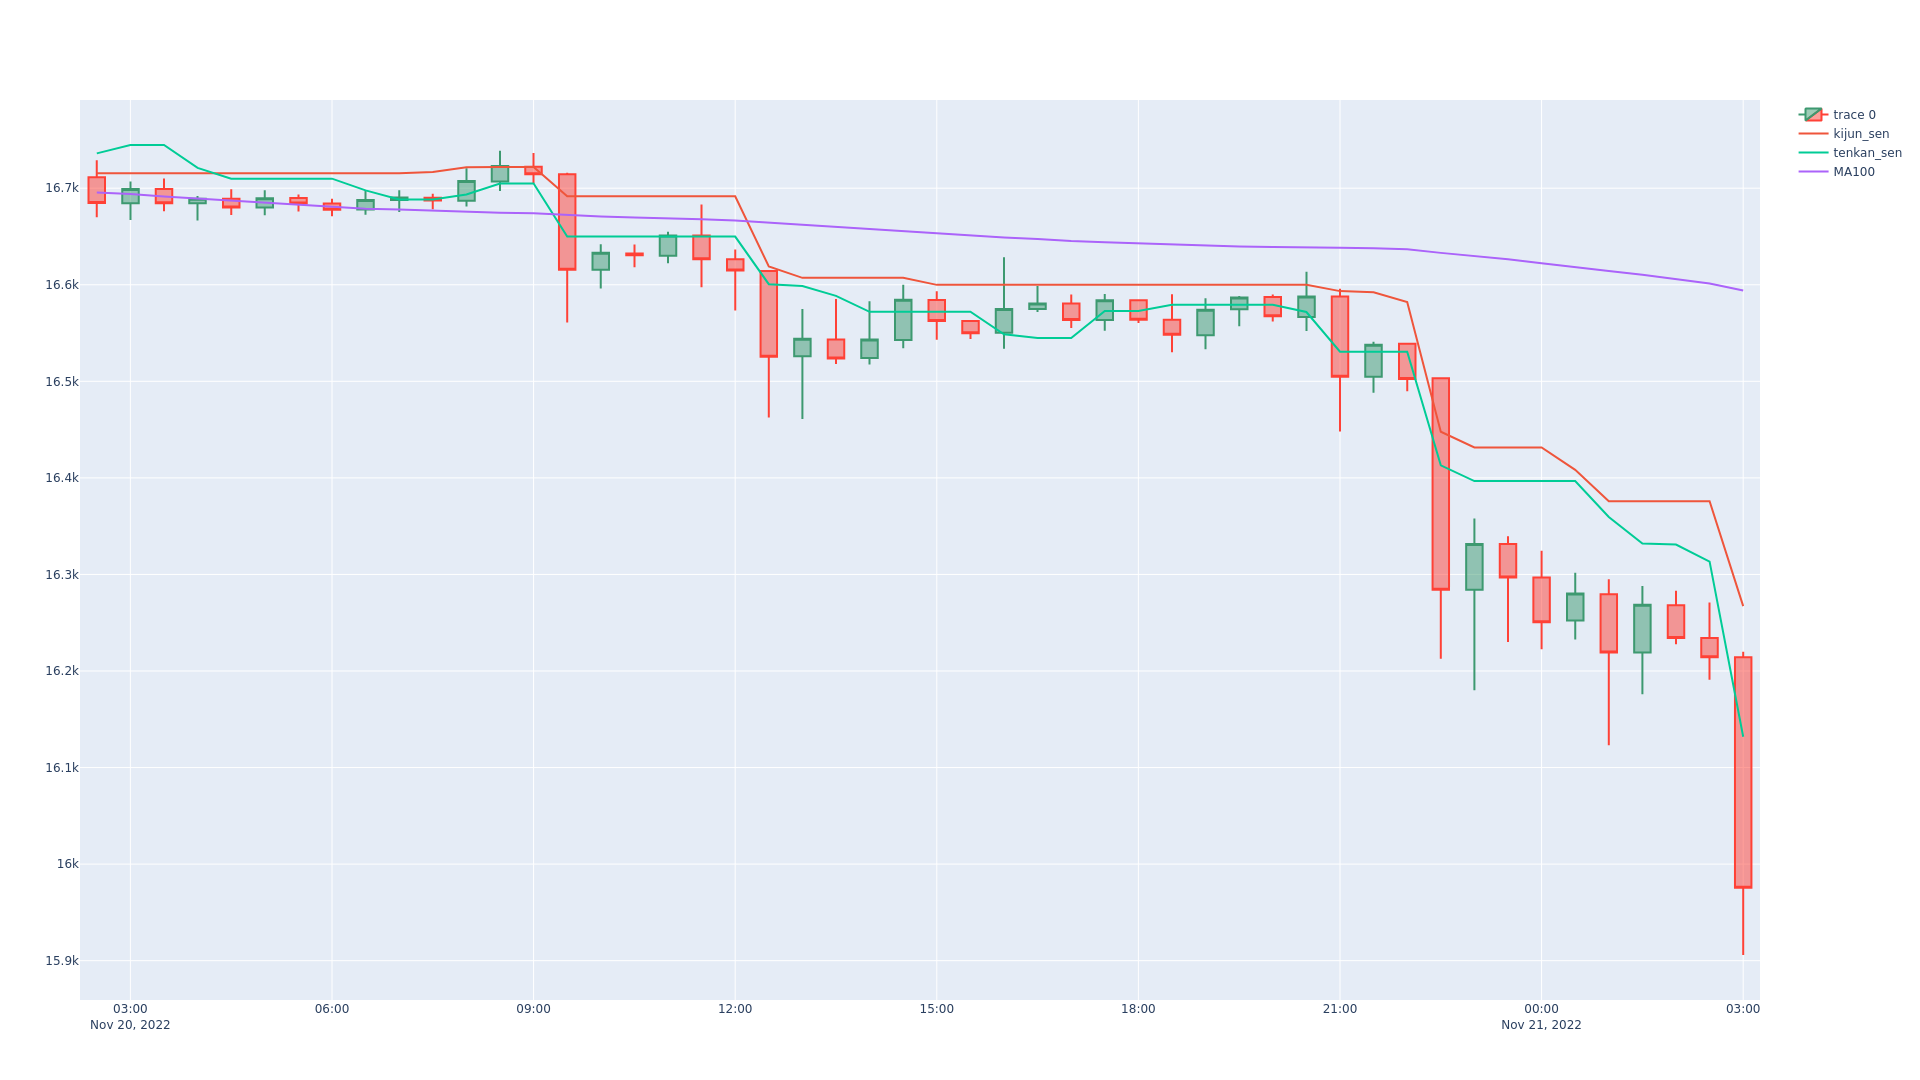 trace 0
kijun_sen
tenkan_sen
MA100
16.7k
16.6k
16.5k
16.4k
16.3k
16.2k
16.1k
16k
15.9k
03:00 06:00 09:00 12:00 15:00 18:00 21:00 00:00 03:00
Nov 20, 2022 Nov 21, 2022